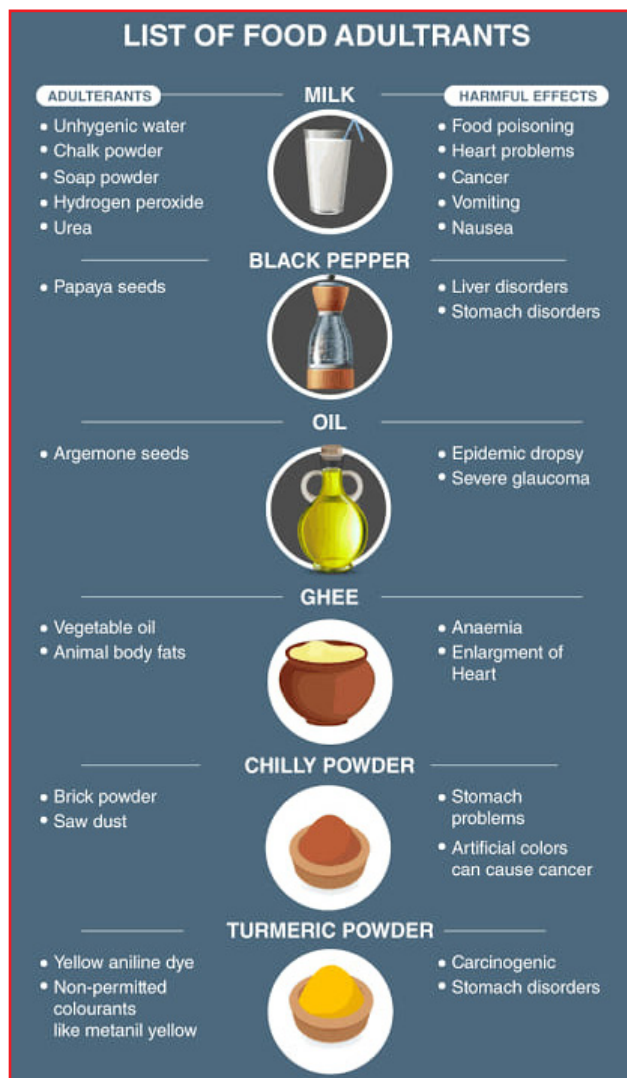 LIST OF FOOD ADULTRANTS
ADULTERANTS
MILK
HARMFUL EFFECTS
• Unhygenic water
• Chalk powder
• Soap powder
• Hydrogen peroxide
• Urea
• Food poisoning
• Heart problems
• Cancer
• Vomiting
• Nausea
BLACK PEPPER
• Papaya seeds
• Liver disorders
• Stomach disorders
OIL
• Argemone seeds
• Epidemic dropsy
• Severe glaucoma
GHEE
• Vegetable oil
• Animal body fats
• Anaemia
• Enlargment of
Heart
CHILLY POWDER
• Brick powder
• Saw dust
• Stomach
problems
• Artificial colors
can cause cancer
TURMERIC POWDER
• Yellow aniline dye
• Non-permitted
colourants
like metanil yellow
• Carcinogenic
• Stomach disorders